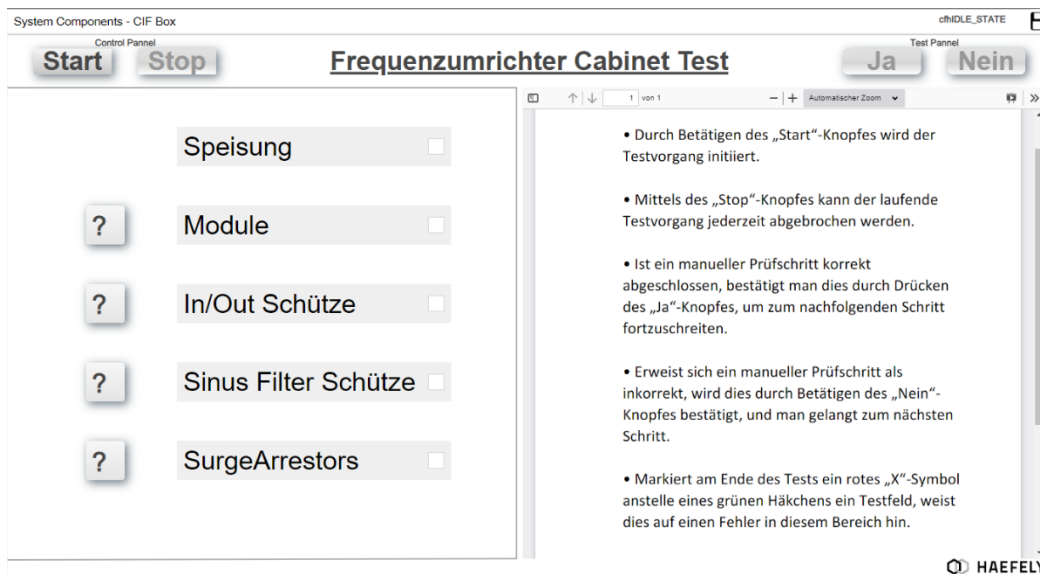 System Components - CIF Box
cfhIDLE_STATE
Control Pannel
Test Pannel
Start Stop
Frequenzumrichter Cabinet Test
Ja Nein
1 von 1
Automatischer Zoom
Speisung
? Module
? In/Out Schütze
? Sinus Filter Schütze
? SurgeArrestors
• Durch Betätigen des „Start“-Knopfes wird der
Testvorgang initiiert.
• Mittels des „Stop“-Knopfes kann der laufende
Testvorgang jederzeit abgebrochen werden.
• Ist ein manueller Prüfschritt korrekt
abgeschlossen, bestätigt man dies durch Drücken
des „Ja“-Knopfes, um zum nachfolgenden Schritt
fortzuschreiten.
• Erweist sich ein manueller Prüfschritt als
inkorrekt, wird dies durch Betätigen des „Nein“-
Knopfes bestätigt, und man gelangt zum nächsten
Schritt.
• Markiert am Ende des Tests ein rotes „X“-Symbol
anstelle eines grünen Häkchens ein Testfeld, weist
dies auf einen Fehler in diesem Bereich hin.
HAEFELY